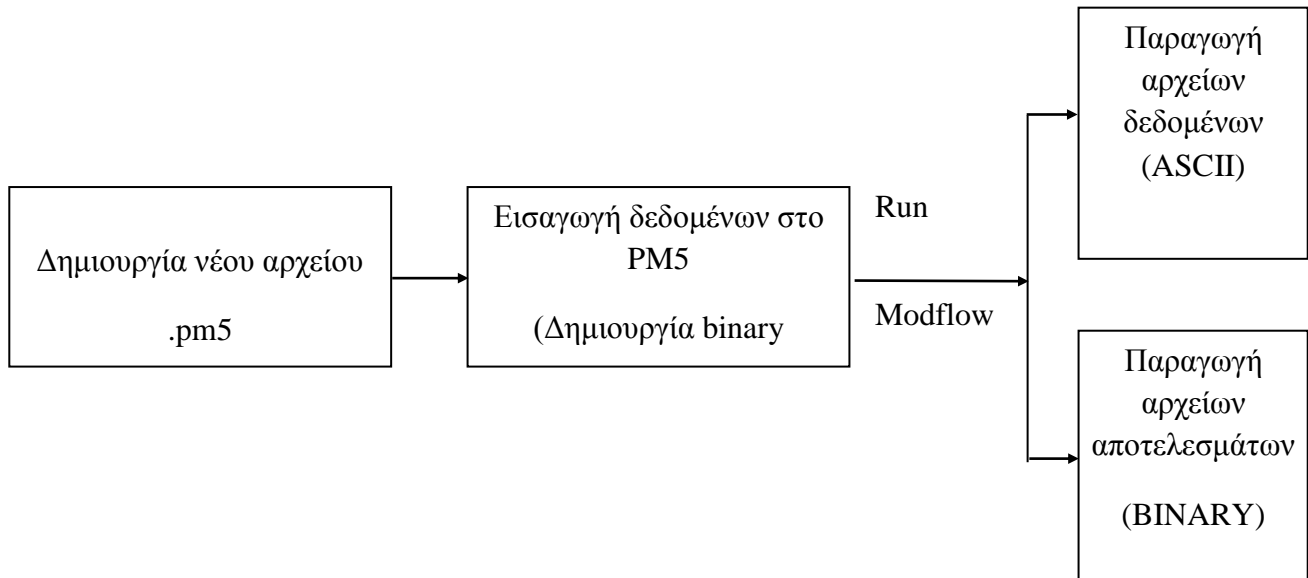 Δημιουργία νέου αρχείου
.pm5
Εισαγωγή δεδομένων στο
PM5
(Δημιουργία binary
Run
Modflow
Παραγωγή
αρχείων
δεδομένων
(ASCII)
Παραγωγή
αρχείων
αποτελεσμάτων
(BINARY)